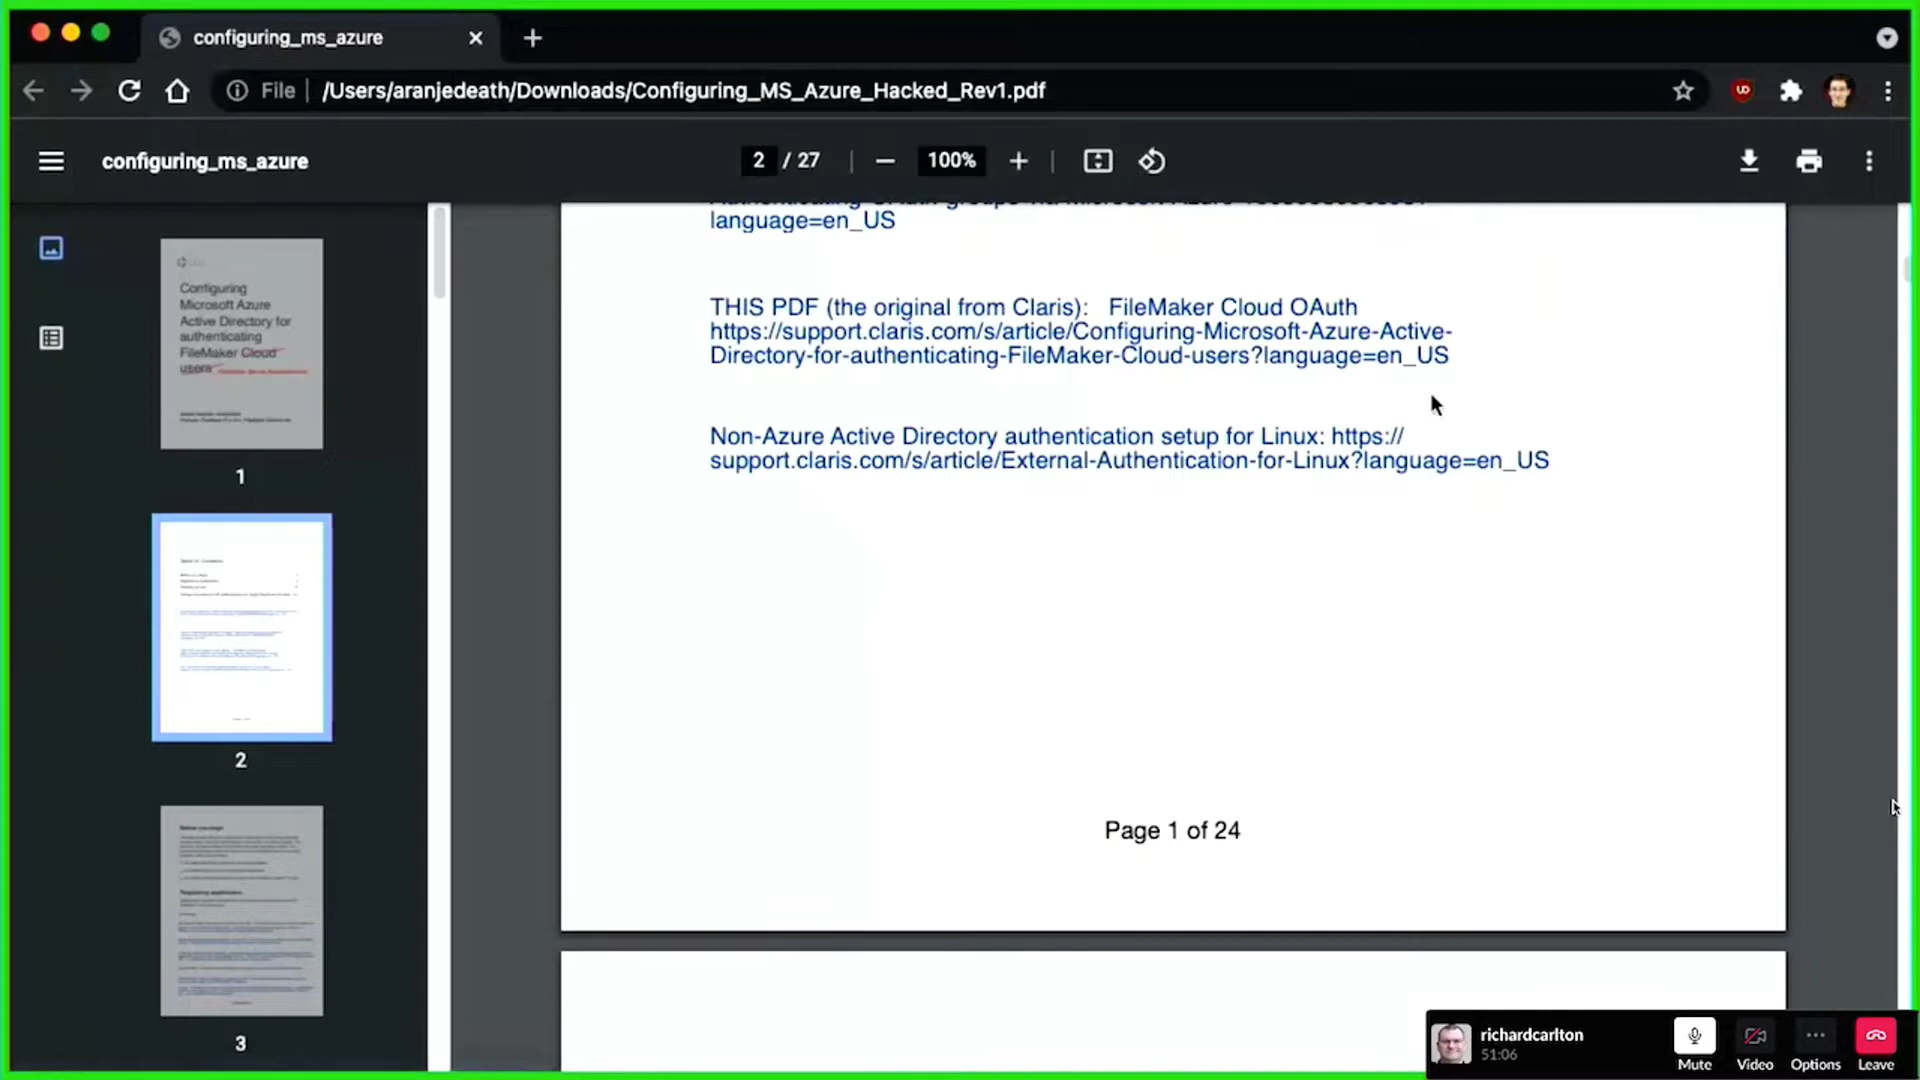 configuring_ms_azure
File
/Users/aranjedeath/Downloads/Configuring_MS_Azure_Hacked_Rev1.pdf
configuring_ms_azure
2 / 27
100%
Configuring
Microsoft Azure
Active Directory for
authenticating
FileMaker Cloud
users
1
2
3
language=en_US
THIS PDF (the original from Claris): FileMaker Cloud OAuth
https://support.claris.com/s/article/Configuring-Microsoft-Azure-Active-
Directory-for-authenticating-FileMaker-Cloud-users?language=en_US
Non-Azure Active Directory authentication setup for Linux: https://
support.claris.com/s/article/External-Authentication-for-Linux?language=en_US
Page 1 of 24
richardcarlton
51:06
Mute
Video
Options
Leave